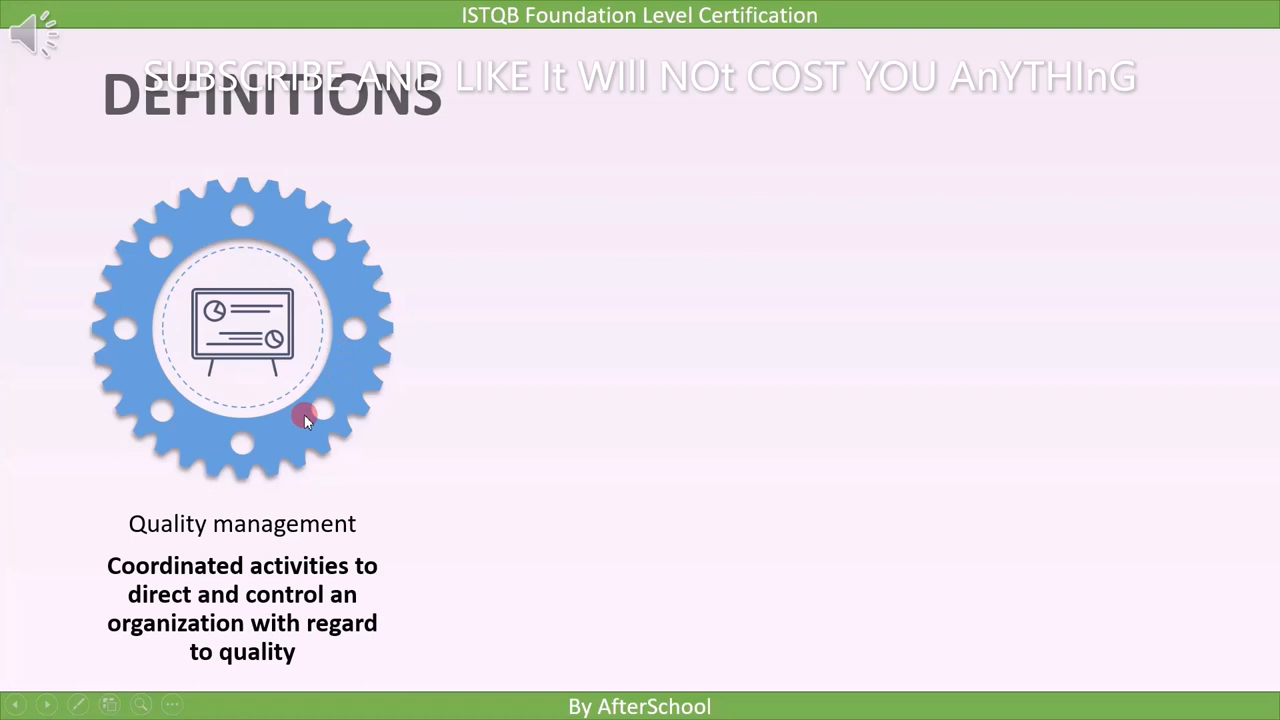 ISTQB Foundation Level Certification
SUBSCRIBE AND LIKE It WIll NOt COST YOU AnYTHInG
DEFINITIONS
Quality management
Coordinated activities to
direct and control an
organization with regard
to quality
By AfterSchool